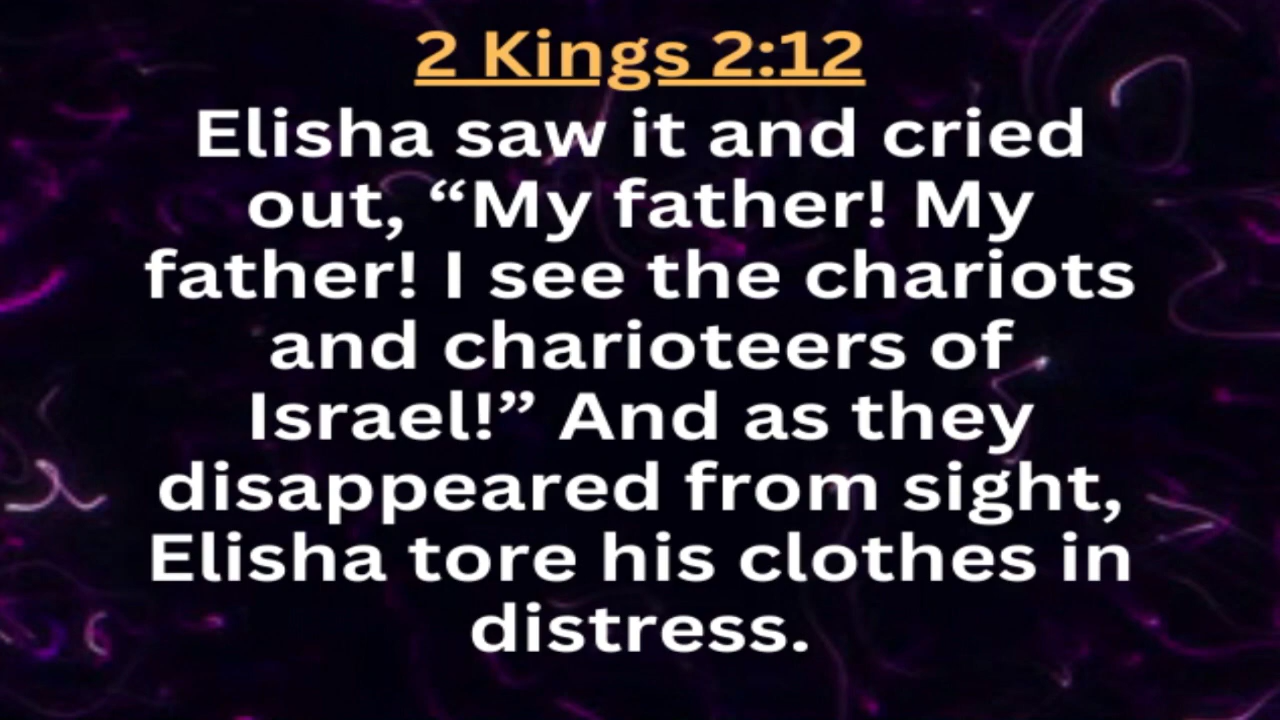 2 Kings 2:12
Elisha saw it and cried
out, “My father! My
father! I see the chariots
and charioteers of
Israel!” And as they
disappeared from sight,
Elisha tore his clothes in
distress.